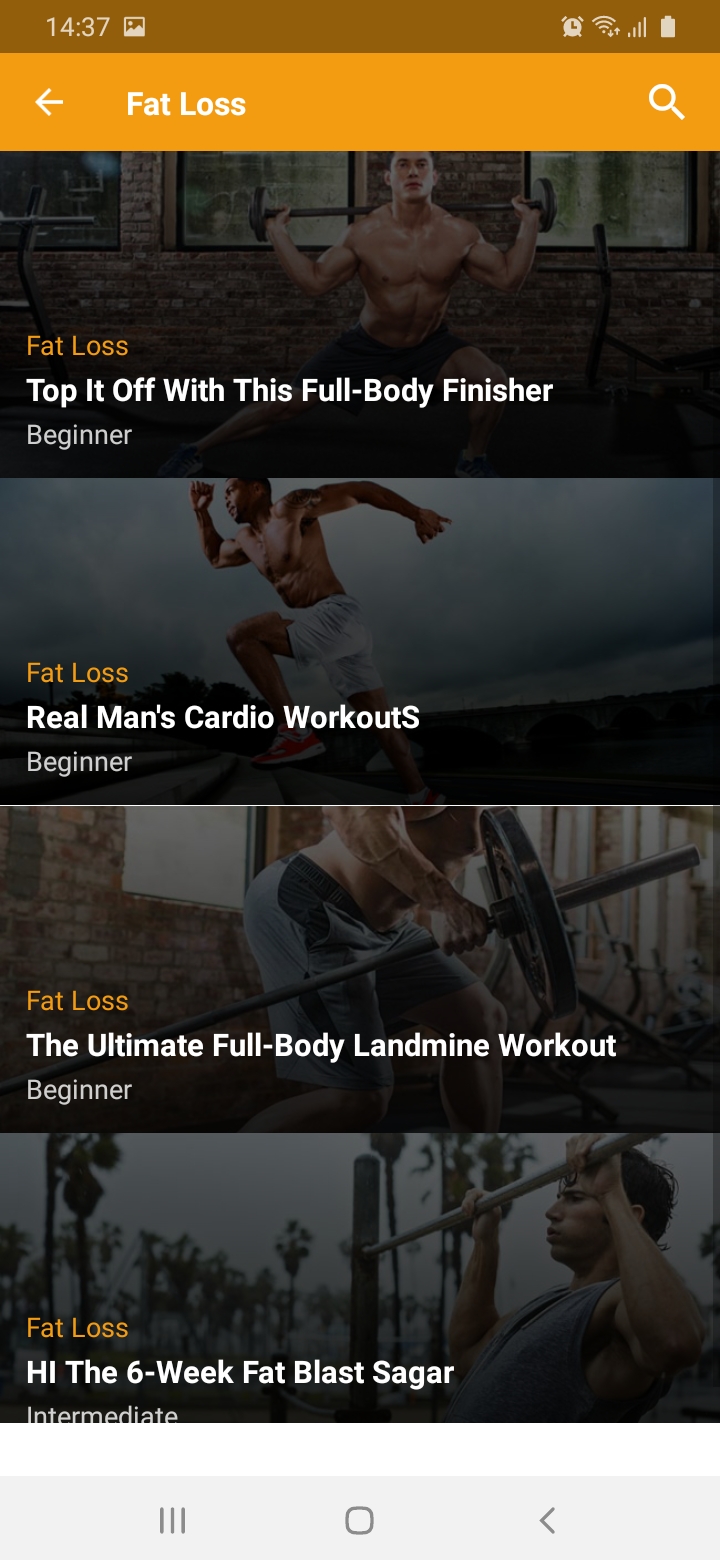 14:37
Fat Loss
Fat Loss
Top It Off With This Full-Body Finisher
Beginner
Fat Loss
Real Man's Cardio WorkoutS
Beginner
Fat Loss
The Ultimate Full-Body Landmine Workout
Beginner
Fat Loss
HI The 6-Week Fat Blast Sagar
Intermediate